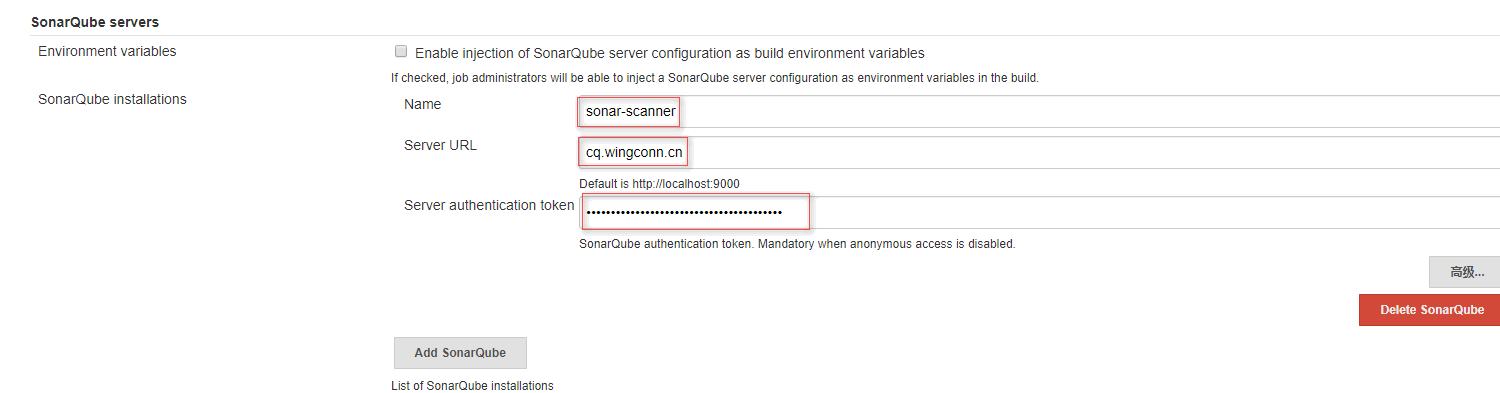 SonarQube servers
Environment variables
Enable injection of SonarQube server configuration as build environment variables
If checked, job administrators will be able to inject a SonarQube server configuration as environment variables in the build.
SonarQube installations
Name
sonar-scanner
Server URL
cq.wingconn.cn
Default is http://localhost:9000
Server authentication token
••••••••••••••••••••••••••••••••••••••••
SonarQube authentication token. Mandatory when anonymous access is disabled.
高级...
Delete SonarQube
Add SonarQube
List of SonarQube installations